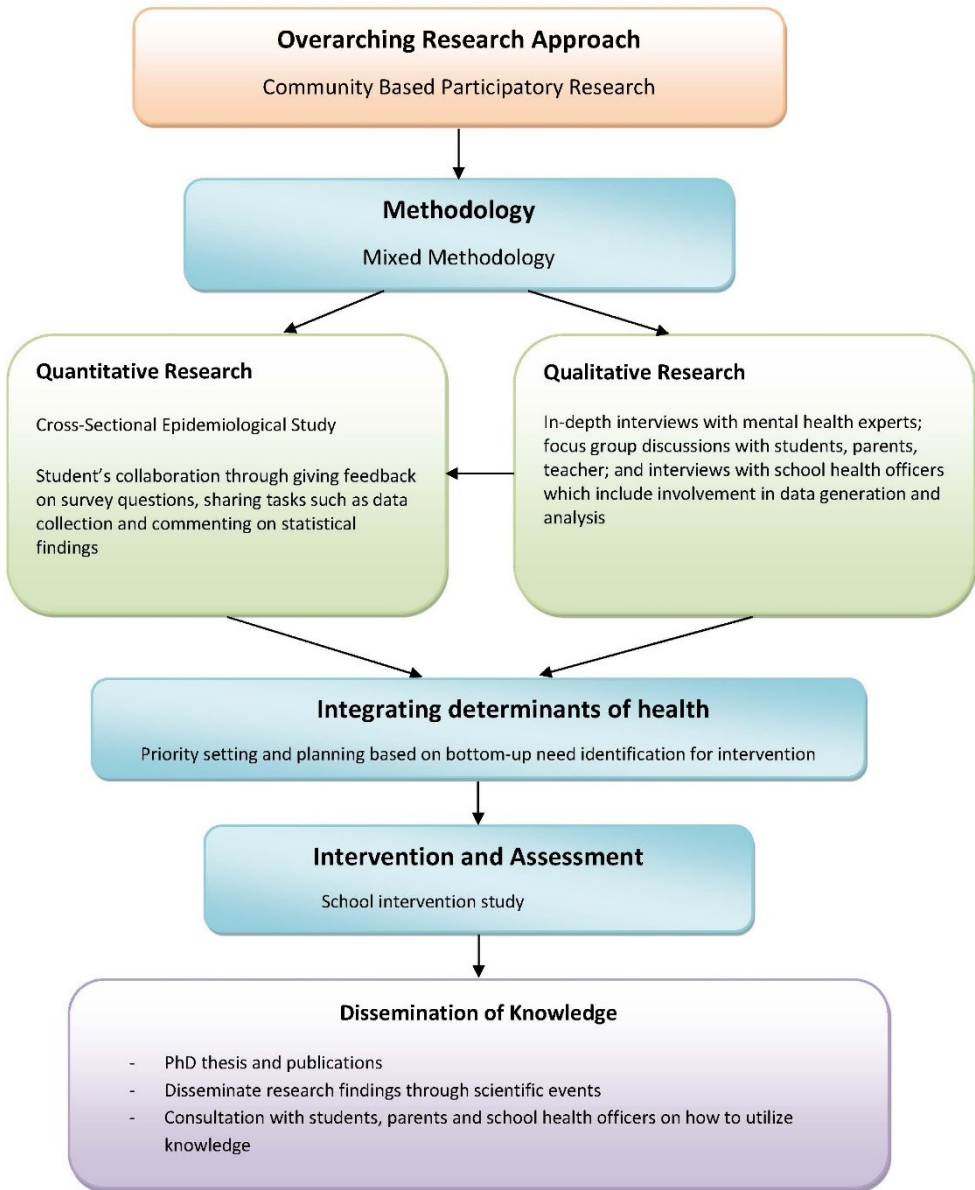 Overarching Research Approach
Community Based Participatory Research
Methodology
Mixed Methodology
Quantitative Research
Cross-Sectional Epidemiological Study
Student’s collaboration through giving feedback
on survey questions, sharing tasks such as data
collection and commenting on statistical
findings
Qualitative Research
In-depth interviews with mental health experts;
focus group discussions with students, parents,
teacher; and interviews with school health officers
which include involvement in data generation and
analysis
Integrating determinants of health
Priority setting and planning based on bottom-up need identification for intervention
Intervention and Assessment
School intervention study
Dissemination of Knowledge
- PhD thesis and publications
- Disseminate research findings through scientific events
- Consultation with students, parents and school health officers on how to utilize
knowledge